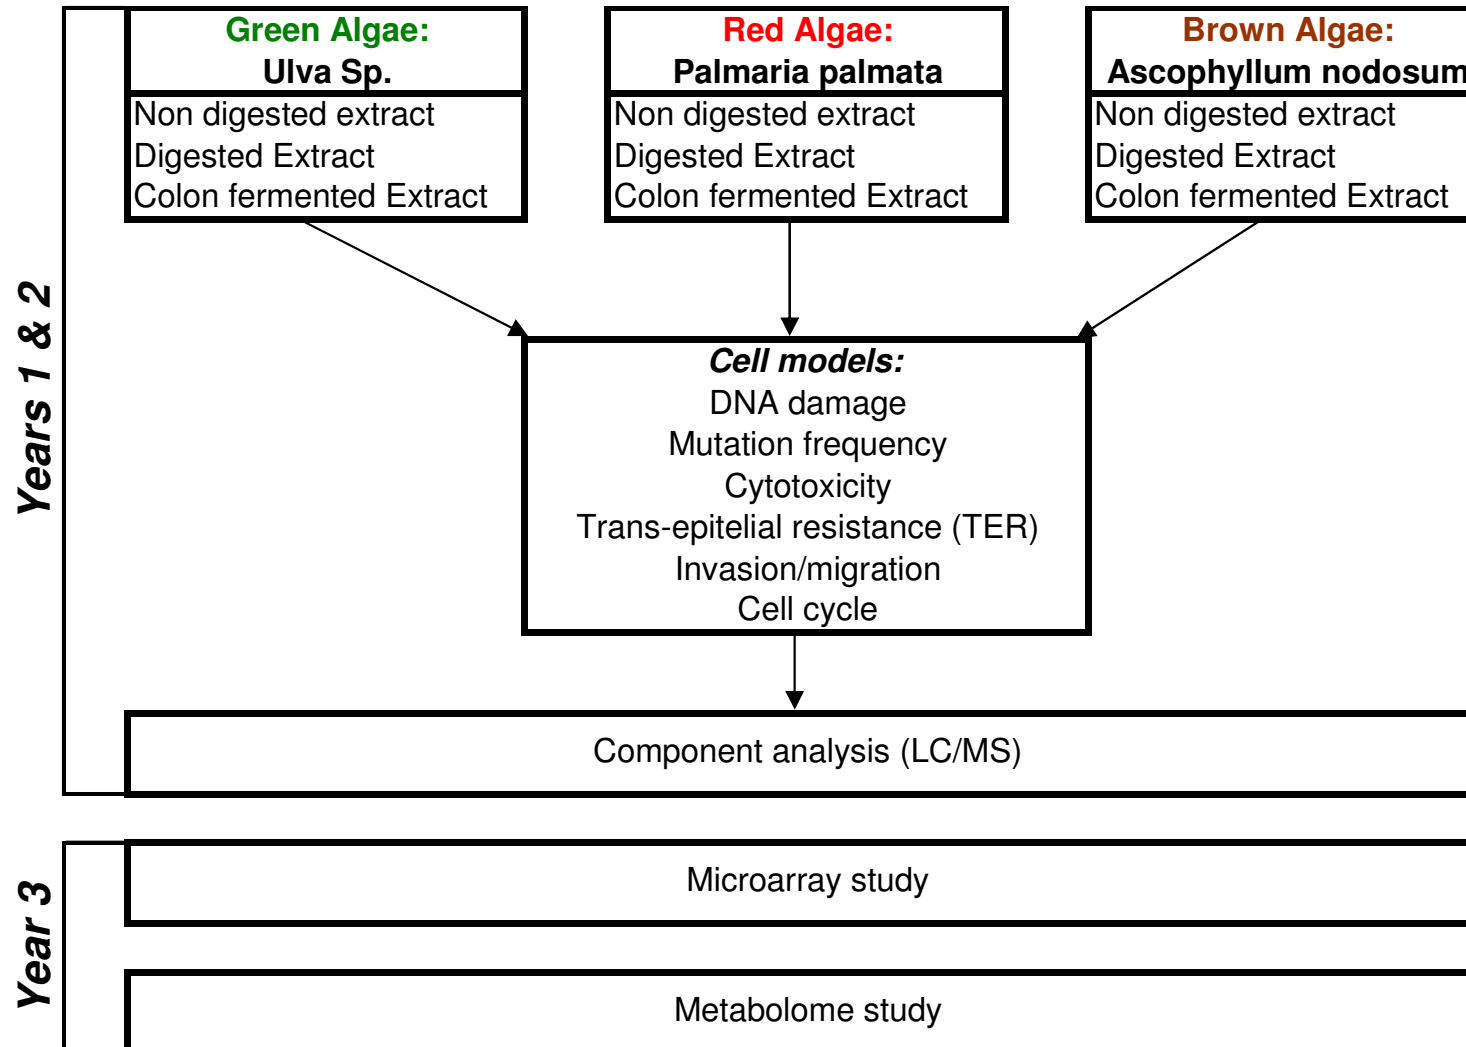 Green Algae:
Ulva Sp.
Non digested extract
Digested Extract
Colon fermented Extract
Red Algae:
Palmaria palmata
Non digested extract
Digested Extract
Colon fermented Extract
Brown Algae:
Ascophyllum nodosum
Non digested extract
Digested Extract
Colon fermented Extract
Years 1 & 2
Cell models:
DNA damage
Mutation frequency
Cytotoxicity
Trans-epitelial resistance (TER)
Invasion/migration
Cell cycle
Component analysis (LC/MS)
Year 3
Microarray study
Metabolome study